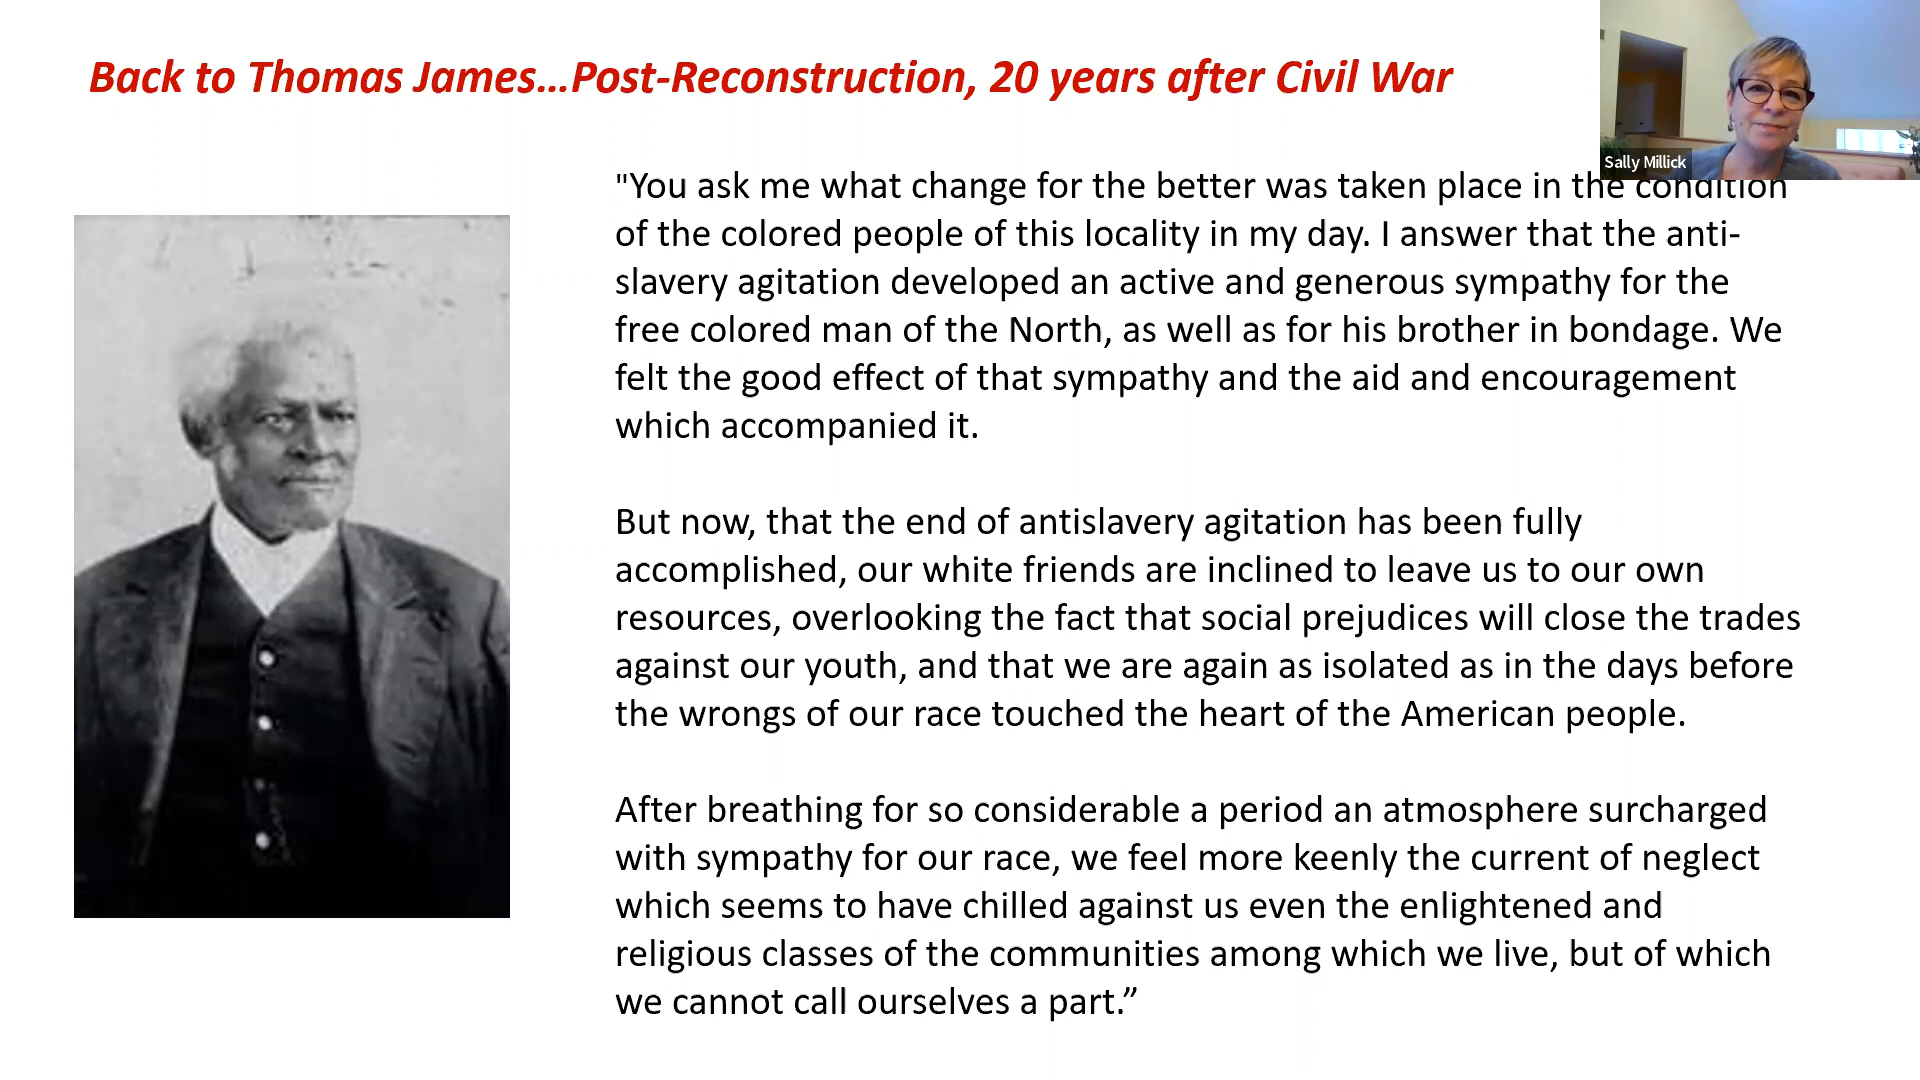 Back to Thomas James...Post-Reconstruction, 20 years after Civil War
Sally Millick
"You ask me what change for the better was taken place in the condition
of the colored people of this locality in my day. I answer that the anti-
slavery agitation developed an active and generous sympathy for the
free colored man of the North, as well as for his brother in bondage. We
felt the good effect of that sympathy and the aid and encouragement
which accompanied it.
But now, that the end of antislavery agitation has been fully
accomplished, our white friends are inclined to leave us to our own
resources, overlooking the fact that social prejudices will close the trades
against our youth, and that we are again as isolated as in the days before
the wrongs of our race touched the heart of the American people.
After breathing for so considerable a period an atmosphere surcharged
with sympathy for our race, we feel more keenly the current of neglect
which seems to have chilled against us even the enlightened and
religious classes of the communities among which we live, but of which
we cannot call ourselves a part.”